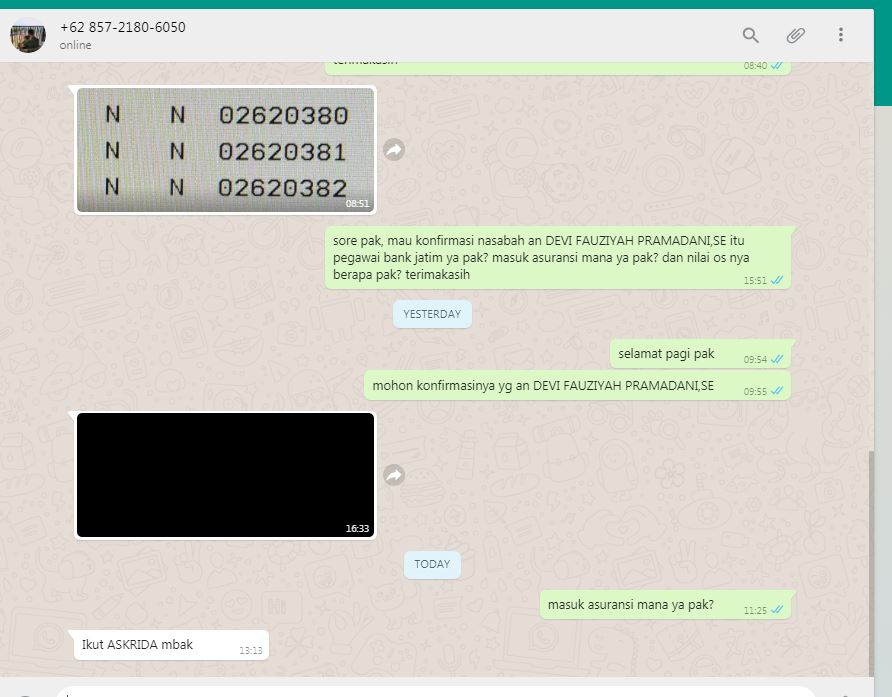 +62 857-2180-6050
online
terimakasih
08:40
N N 02620380
N N 02620381
N N 02620382
08:51
sore pak, mau konfirmasi nasabah an DEVI FAUZIYAH PRAMADANI,SE itu
pegawai bank jatim ya pak? masuk asuransi mana ya pak? dan nilai os nya
berapa pak? terimakasih
15:51
YESTERDAY
selamat pagi pak
09:54
mohon konfirmasinya yg an DEVI FAUZIYAH PRAMADANI,SE
09:55
16:33
TODAY
masuk asuransi mana ya pak?
11:25
Ikut ASKRIDA mbak
13:13